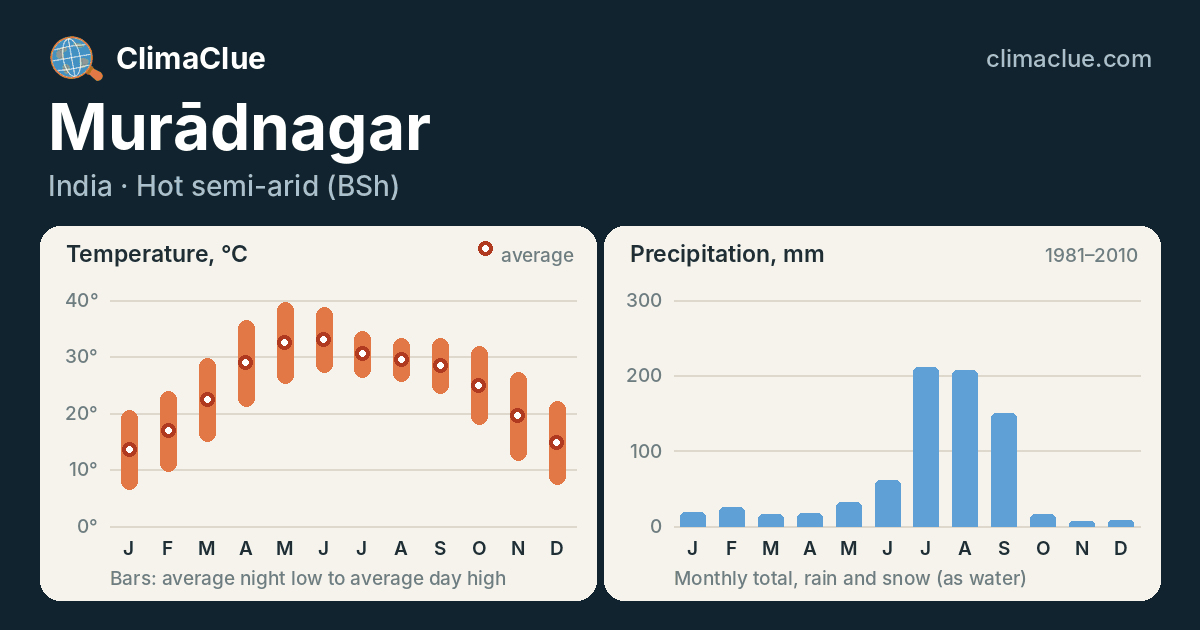 ClimaClue
climaclue.com
Murādnagar
India · Hot semi-arid (BSh)
Temperature, °C
average
40°
30°
20°
10°
0°
J F M A M J J A S O N D
Bars: average night low to average day high
Precipitation, mm
1981–2010
300
200
100
0
J F M A M J J A S O N D
Monthly total, rain and snow (as water)